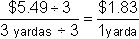 $5.49 ÷ 3 = $1.83
3 yardas ÷ 3 1yarda